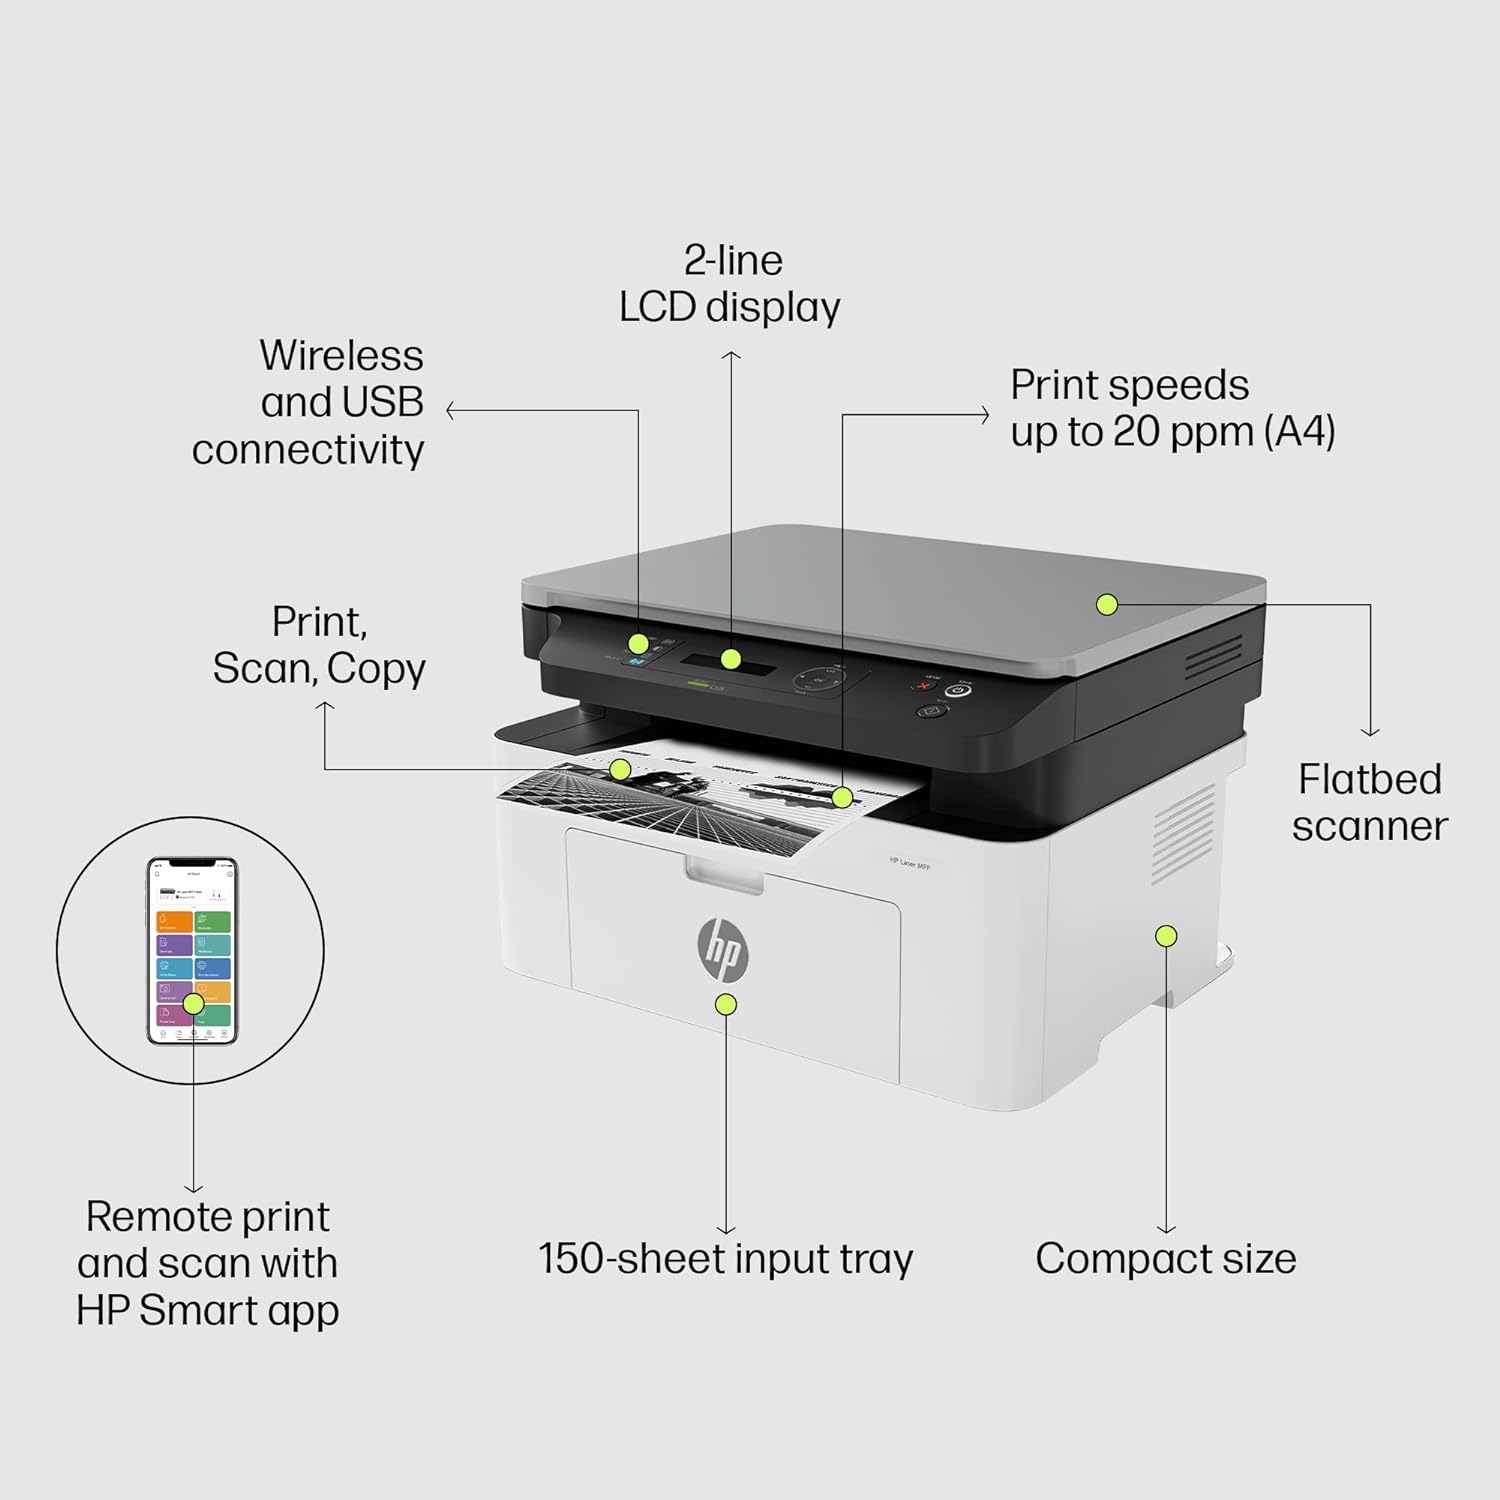 2-line
LCD display
Wireless
and USB
connectivity
Print speeds
up to 20 ppm (A4)
Print,
Scan, Copy
Flatbed
scanner
HP Laser MFP
hp
Remote print
and scan with
HP Smart app
150-sheet input tray
Compact size